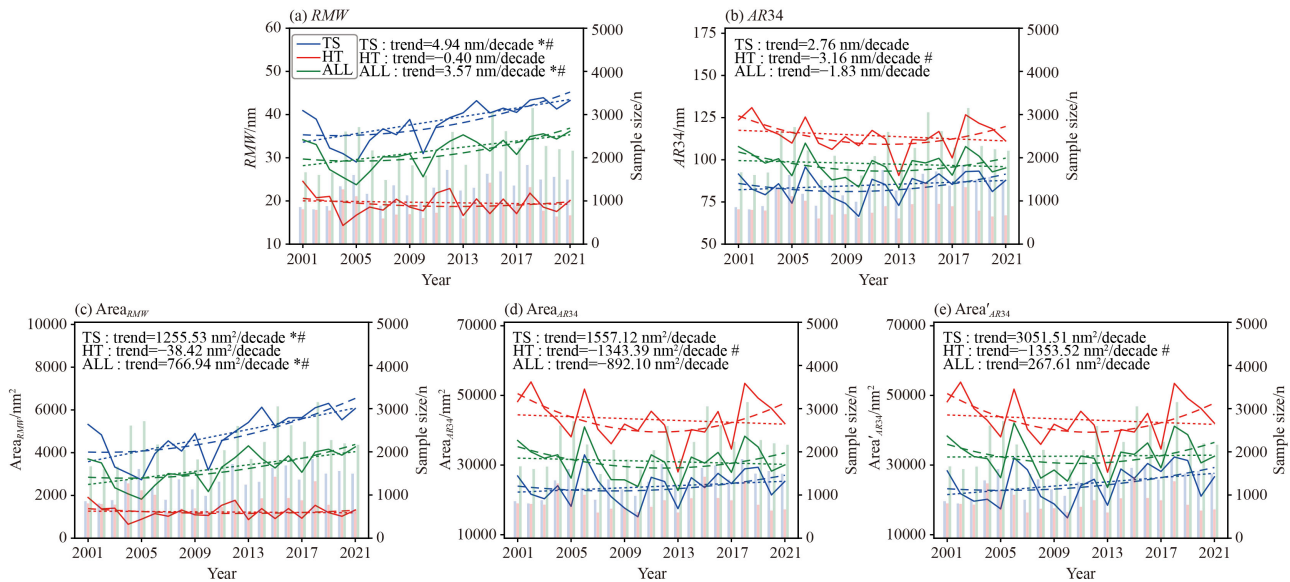 (a) RMW
60
50
40
30
20
10
RMW/nm
TS
HT
ALL
TS : trend=4.94 nm/decade *#
HT : trend=−0.40 nm/decade
ALL : trend=3.57 nm/decade *#
5000
4000
3000
2000
1000
0
Sample size/n
2001 2005 2009 2013 2017 2021
Year
(b) AR34
175
150
125
100
75
50
AR34/nm
TS : trend=2.76 nm/decade
HT : trend=−3.16 nm/decade #
ALL : trend=−1.83 nm/decade
5000
4000
3000
2000
1000
0
Sample size/n
2001 2005 2009 2013 2017 2021
Year
(c) Area_RMW
10000
8000
6000
4000
2000
0
Area_RMW/nm²
TS : trend=1255.53 nm²/decade *#
HT : trend=−38.42 nm²/decade
ALL : trend=766.94 nm²/decade *#
5000
4000
3000
2000
1000
0
Sample size/n
2001 2005 2009 2013 2017 2021
Year
(d) Area_AR34
70000
50000
30000
10000
Area_AR34/nm²
TS : trend=1557.12 nm²/decade
HT : trend=−1343.39 nm²/decade #
ALL : trend=−892.10 nm²/decade
5000
4000
3000
2000
1000
0
Sample size/n
2001 2005 2009 2013 2017 2021
Year
(e) Area′_AR34
70000
50000
30000
10000
Area′_AR34/nm²
TS : trend=3051.51 nm²/decade
HT : trend=−1353.52 nm²/decade #
ALL : trend=267.61 nm²/decade
5000
4000
3000
2000
1000
0
Sample size/n
2001 2005 2009 2013 2017 2021
Year